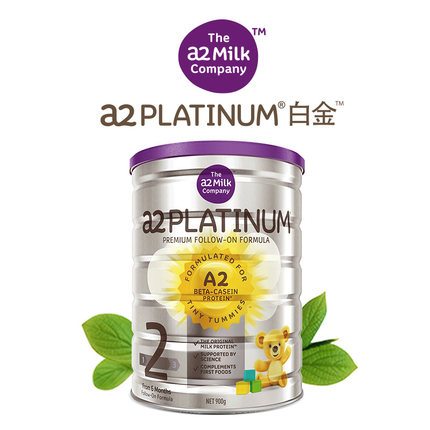 The
a2 Milk
Company
TM
a2 PLATINUM® 白金™
The
a2 Milk
Company
a2 PLATINUM
PREMIUM FOLLOW-ON FORMULA
FORMULATED FOR
A2
BETA-CASEIN
PROTEIN*
TINY TUMMIES
2
✓ THE ORIGINAL
MILK PROTEIN™
✓ SUPPORTED BY
SCIENCE
✓ COMPLEMENTS
FIRST FOODS
From 6 Months
Follow-On Formula
NET 900g